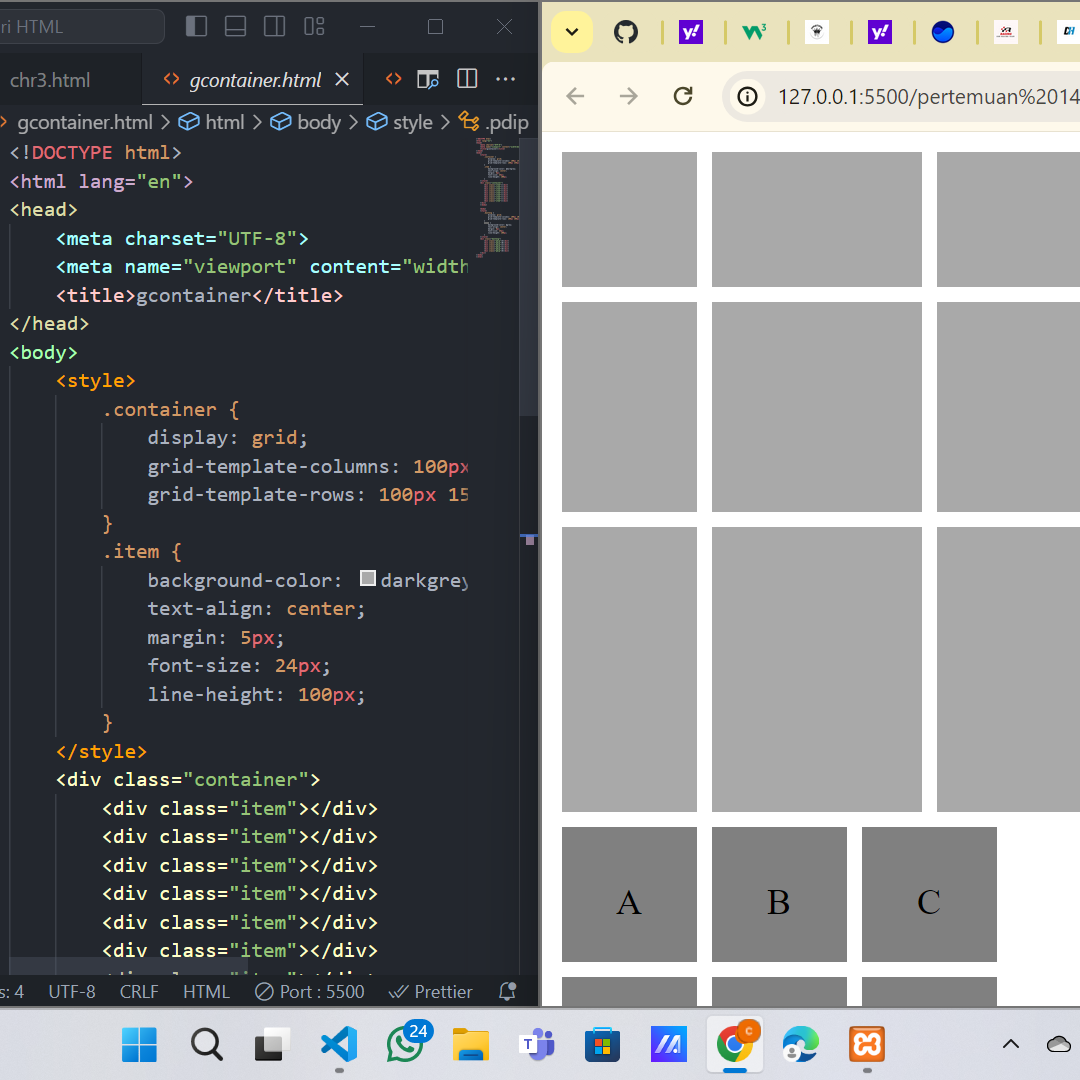 ri HTML
chr3.html
gcontainer.html
gcontainer.html > html > body > style > .pdip
<!DOCTYPE html>
<html lang="en">
<head>
<meta charset="UTF-8">
<meta name="viewport" content="width
<title>gcontainer</title>
</head>
<body>
<style>
.container {
display: grid;
grid-template-columns: 100px
grid-template-rows: 100px 15
}
.item {
background-color: darkgrey
text-align: center;
margin: 5px;
font-size: 24px;
line-height: 100px;
}
</style>
<div class="container">
<div class="item"></div>
<div class="item"></div>
<div class="item"></div>
<div class="item"></div>
<div class="item"></div>
<div class="item"></div>
s: 4 UTF-8 CRLF HTML Port : 5500 Prettier
y! W3 y! DH
127.0.0.1:5500/pertemuan%2014
A B C
24
T
C